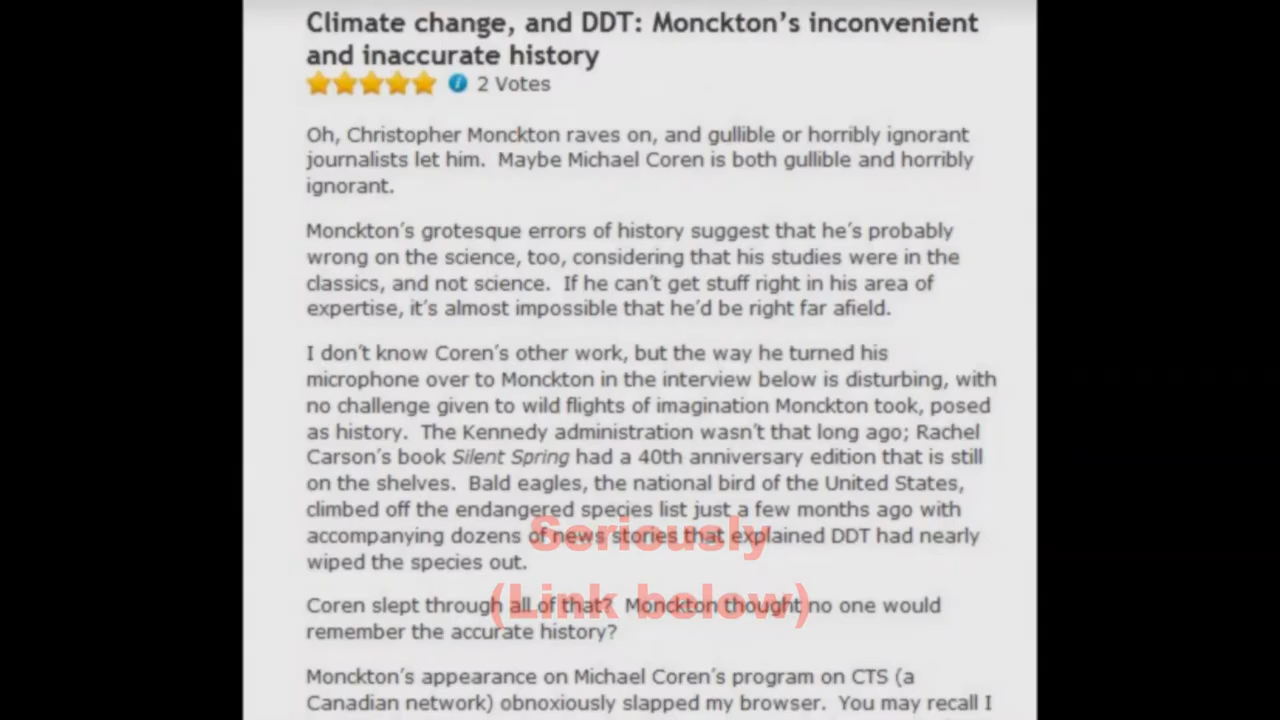 Climate change, and DDT: Monckton's inconvenient
and inaccurate history
2 Votes
Oh, Christopher Monckton raves on, and gullible or horribly ignorant
journalists let him.  Maybe Michael Coren is both gullible and horribly
ignorant.
Monckton's grotesque errors of history suggest that he's probably
wrong on the science, too, considering that his studies were in the
classics, and not science.  If he can't get stuff right in his area of
expertise, it's almost impossible that he'd be right far afield.
I don't know Coren's other work, but the way he turned his
microphone over to Monckton in the interview below is disturbing, with
no challenge given to wild flights of imagination Monckton took, posed
as history.  The Kennedy administration wasn't that long ago; Rachel
Carson's book Silent Spring had a 40th anniversary edition that is still
on the shelves.  Bald eagles, the national bird of the United States,
climbed off the endangered species list just a few months ago with
accompanying dozens of news stories that explained DDT had nearly
wiped the species out.
Seriously
(Link below)
Coren slept through all of that?  Monckton thought no one would
remember the accurate history?
Monckton's appearance on Michael Coren's program on CTS (a
Canadian network) obnoxiously slapped my browser.  You may recall I